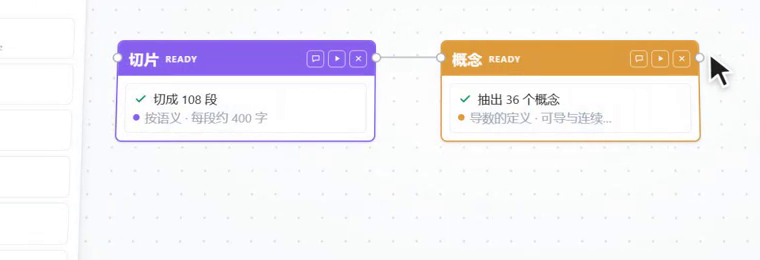 切片 READY
切成 108 段
按语义 · 每段约 400 字
概念 READY
抽出 36 个概念
导数的定义 · 可导与连续...